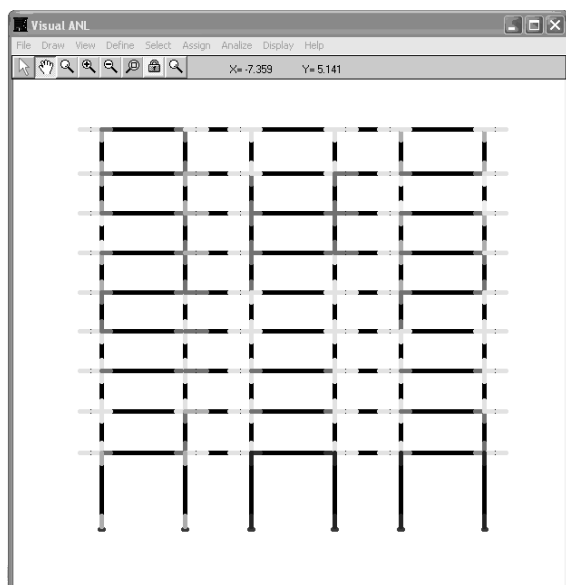 Visual ANL
File Draw View Define Select Assign Analize Display Help
X= -7.359 Y= 5.141